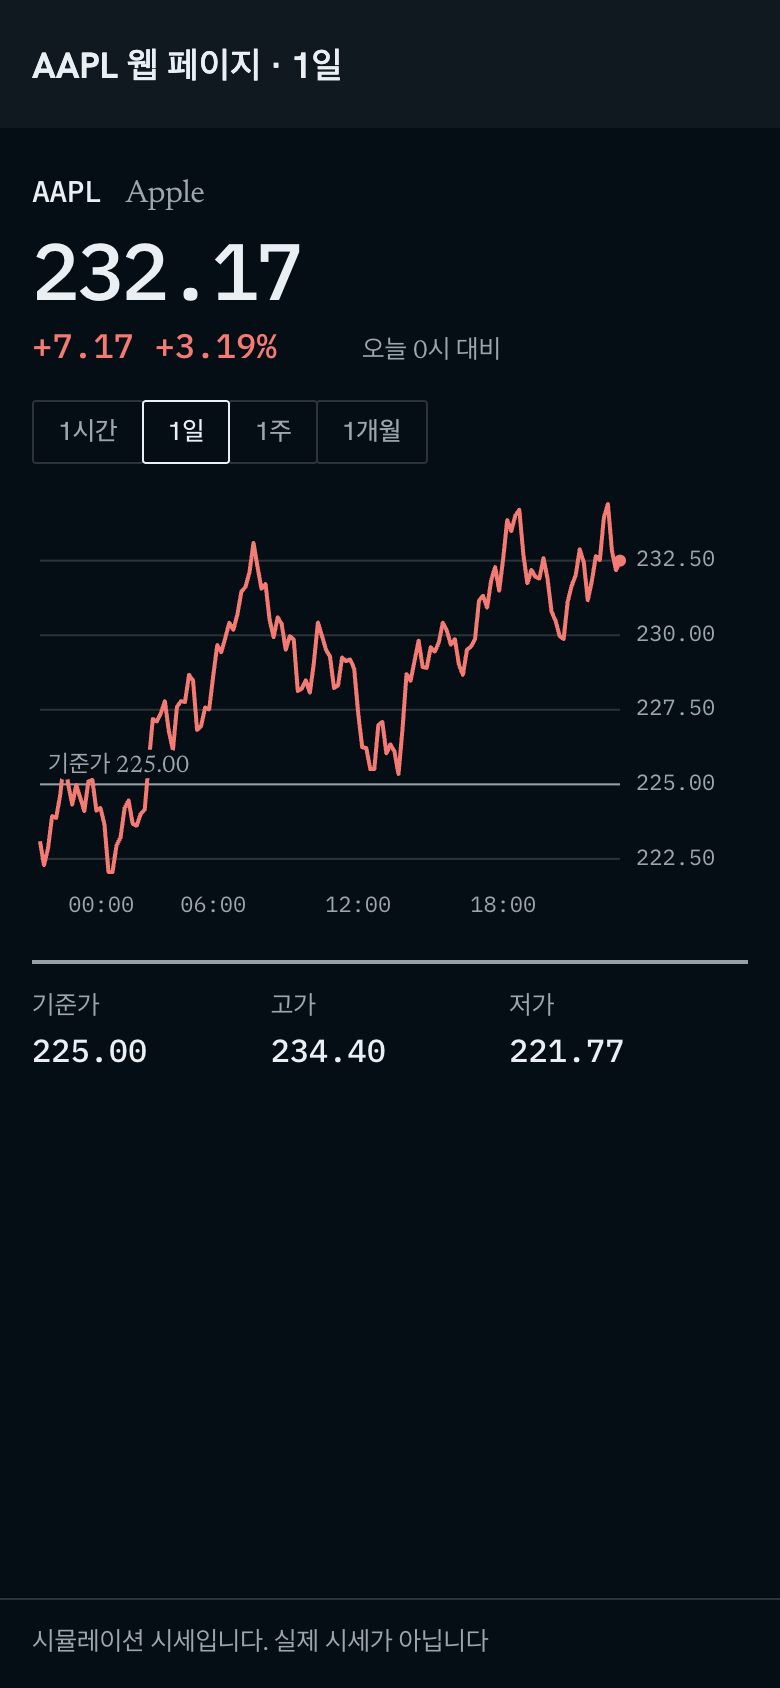 AAPL 웹 페이지 · 1일
AAPL Apple
232.17
+7.17 +3.19% 오늘 0시 대비
1시간 1일 1주 1개월
232.50
230.00
227.50
기준가 225.00
225.00
222.50
00:00 06:00 12:00 18:00
기준가 고가 저가
225.00 234.40 221.77
시뮬레이션 시세입니다. 실제 시세가 아닙니다